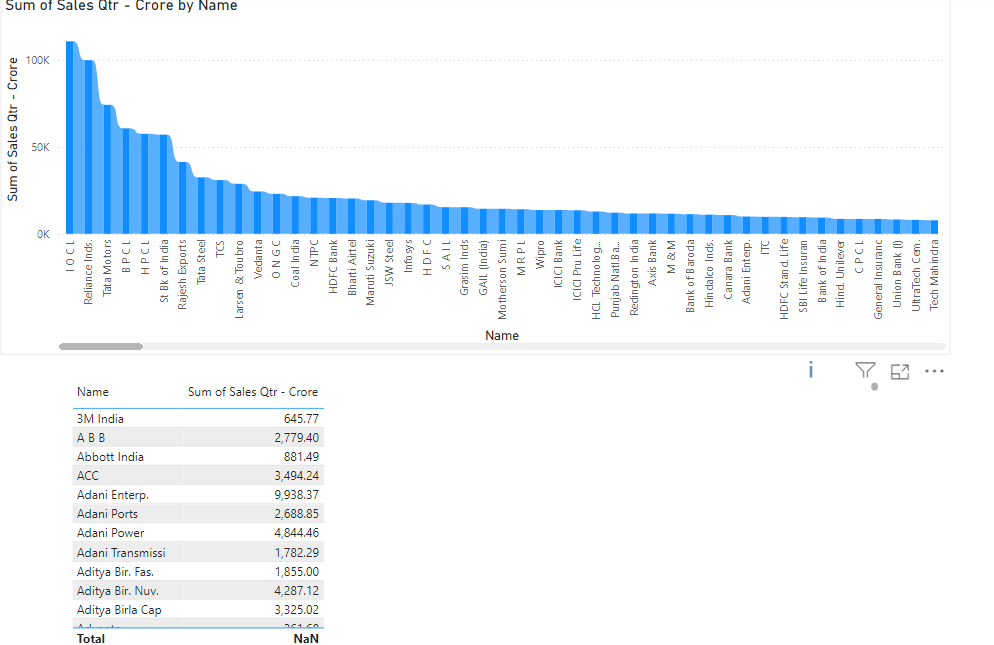 Sum of Sales Qtr - Crore by Name
Sum of Sales Qtr - Crore
100K
50K
0K
I O C L
Reliance Inds.
Tata Motors
B P C L
H P C L
St Bk of India
Rajesh Exports
Tata Steel
TCS
Larsen & Toubro
Vedanta
O N G C
Coal India
NTPC
HDFC Bank
Bharti Airtel
Maruti Suzuki
JSW Steel
Infosys
H D F C
S A I L
Grasim Inds
GAIL (India)
Motherson Sumi
M R P L
Wipro
ICICI Bank
ICICI Pru Life
HCL Technolog...
Punjab Natl.Ba...
Redington India
Axis Bank
M & M
Bank of Baroda
Hindalco Inds.
Canara Bank
Adani Enterp.
ITC
HDFC Stand. Life
SBI Life Insuran
Bank of India
Hind. Unilever
C P C L
General Insuranc
Union Bank (I)
UltraTech Cem.
Tech Mahindra
Name
Name Sum of Sales Qtr - Crore
3M India 645.77
A B B 2,779.40
Abbott India 881.49
ACC 3,494.24
Adani Enterp. 9,938.37
Adani Ports 2,688.85
Adani Power 4,844.46
Adani Transmissi 1,782.29
Aditya Bir. Fas. 1,855.00
Aditya Bir. Nuv. 4,287.12
Aditya Birla Cap 3,325.02
Total NaN